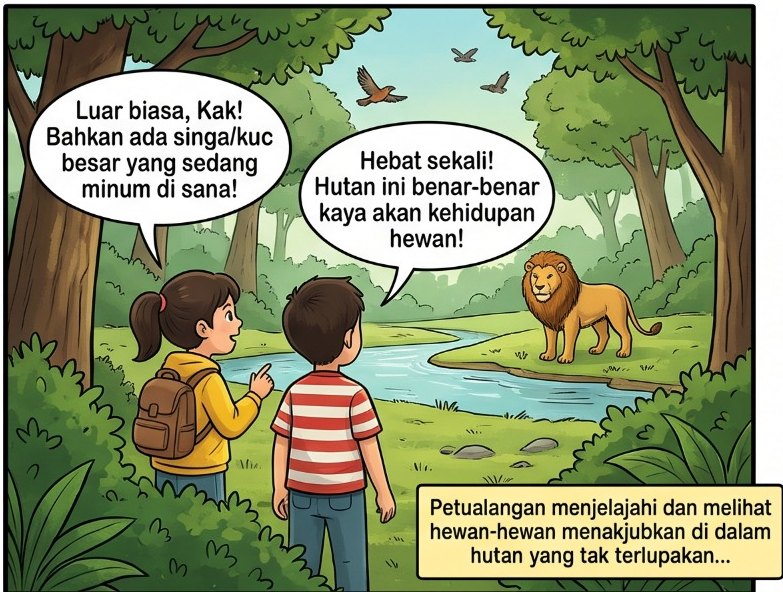 Luar biasa, Kak!
Bahkan ada singa/kuc
besar yang sedang
minum di sana!
Hebat sekali!
Hutan ini benar-benar
kaya akan kehidupan
hewan!
Petualangan menjelajahi dan melihat
hewan-hewan menakjubkan di dalam
hutan yang tak terlupakan...